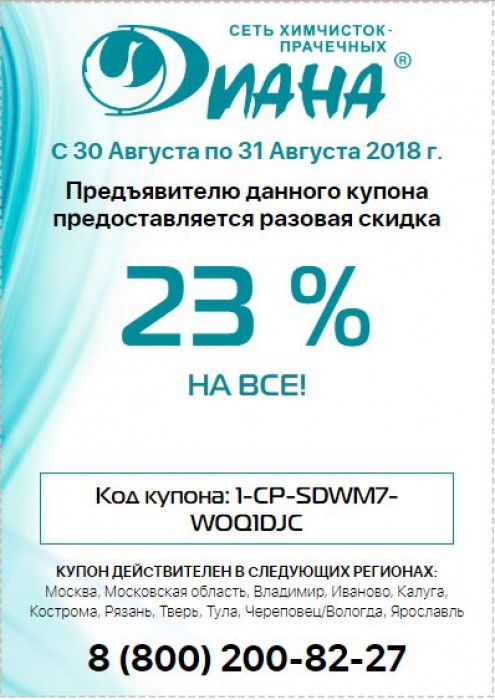 СЕТЬ ХИМЧИСТОК-
ПРАЧЕЧНЫХ
Диана®
С 30 Августа по 31 Августа 2018 г.
Предъявителю данного купона
предоставляется разовая скидка
23 %
НА ВСЕ!
Код купона: 1-CP-SDWM7-
WOQ1DJC
КУПОН ДЕЙСТВИТЕЛЕН В СЛЕДУЮЩИХ РЕГИОНАХ:
Москва, Московская область, Владимир, Иваново, Калуга,
Кострома, Рязань, Тверь, Тула, Череповец/Вологда, Ярославль
8 (800) 200-82-27